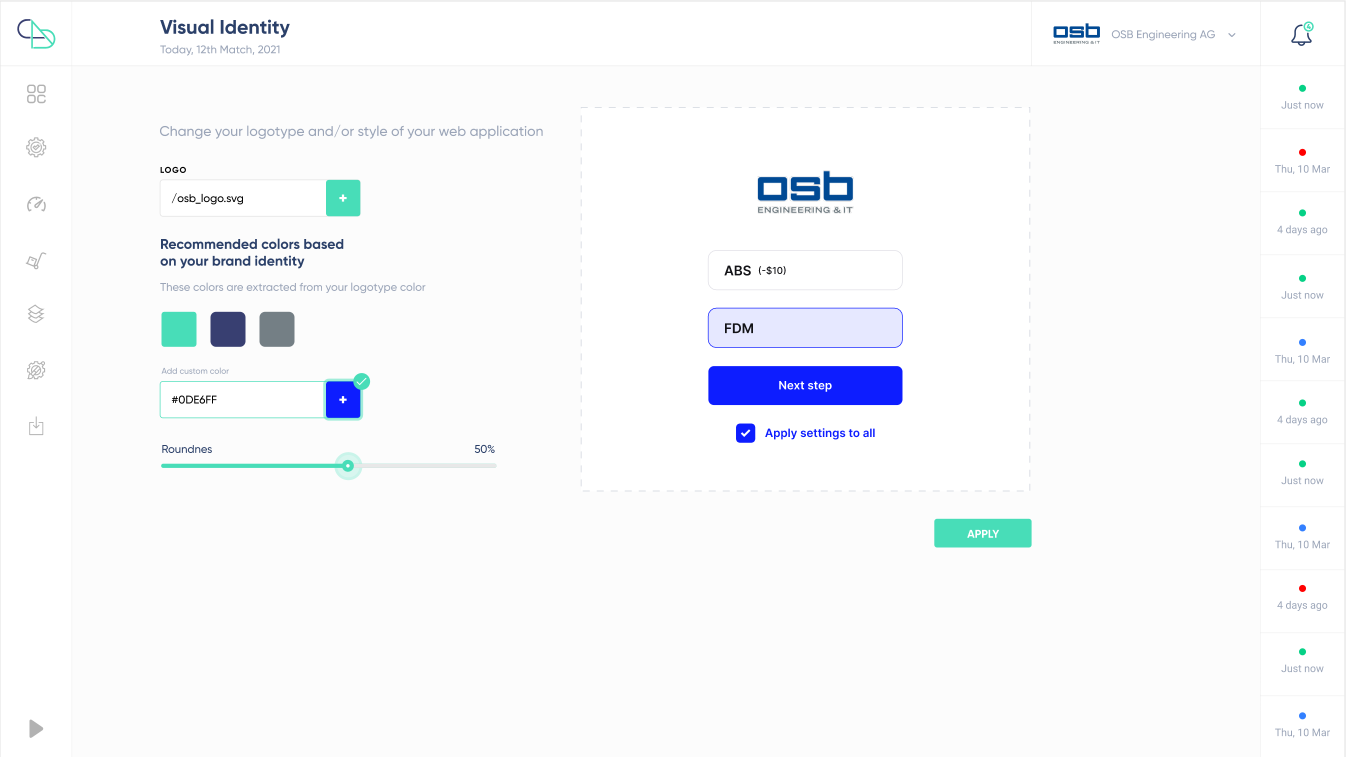 Visual Identity
Today, 12th Match, 2021
osb
ENGINEERING & IT
OSB Engineering AG
4
Change your logotype and/or style of your web application
LOGO
/osb_logo.svg
+
Recommended colors based
on your brand identity
These colors are extracted from your logotype color
Add custom color
#0DE6FF
+
Roundnes
50%
osb
ENGINEERING & IT
ABS (-$10)
FDM
Next step
Apply settings to all
APPLY
Just now
Thu, 10 Mar
4 days ago
Just now
Thu, 10 Mar
4 days ago
Just now
Thu, 10 Mar
4 days ago
Just now
Thu, 10 Mar